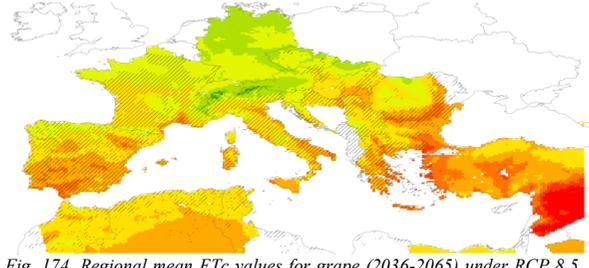 Fig. 174. Regional mean ETc values for grape (2036-2065) under RCP 8.5